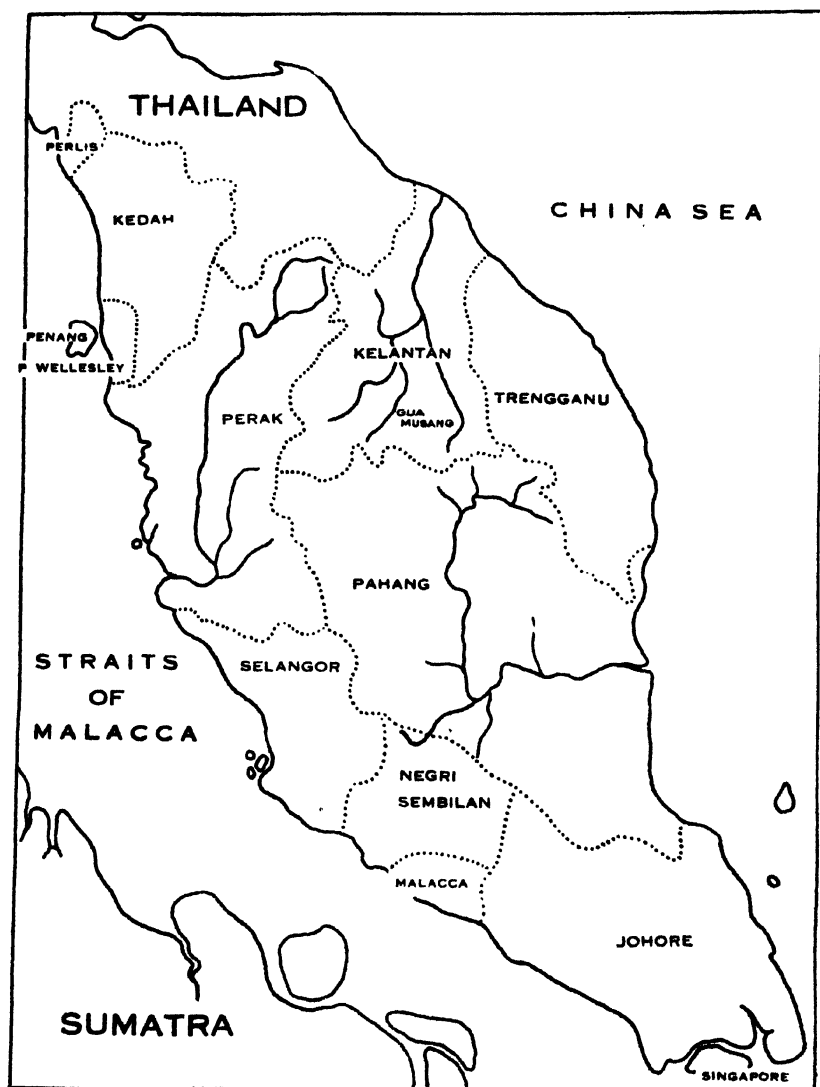 THAILAND
PERLIS
CHINA SEA
KEDAH
PENANG
P WELLESLEY
KELANTAN
TRENGGANU
PERAK
GUA
MUSANG
PAHANG
STRAITS
OF
MALACCA
SELANGOR
NEGRI
SEMBILAN
MALACCA
JOHORE
SUMATRA
SINGAPORE